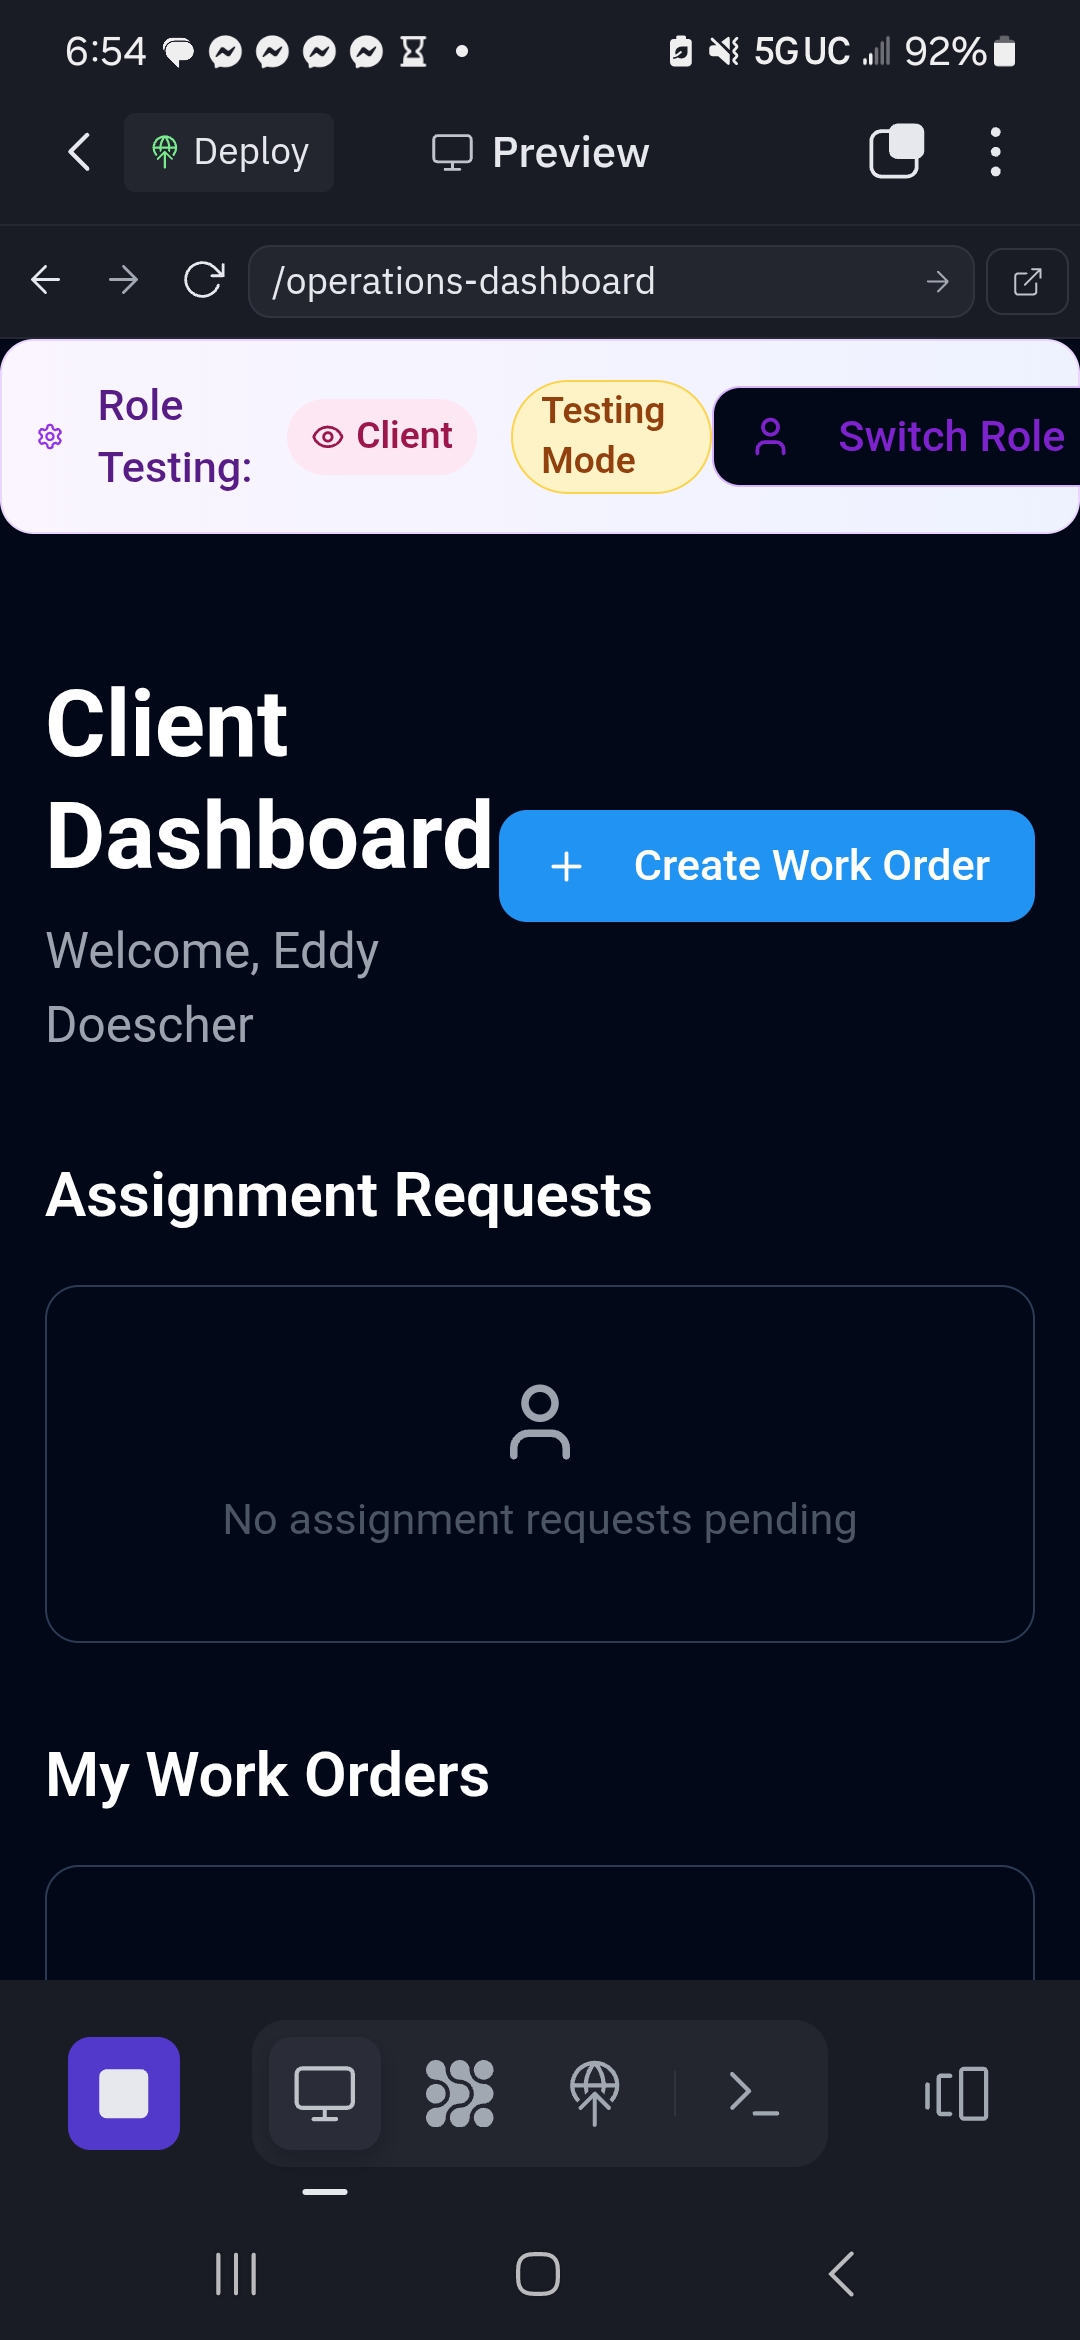 6:54
5G UC 92%
Deploy
Preview
/operations-dashboard
Role
Testing:
Client
Testing
Mode
Switch Role
Client
Dashboard
Create Work Order
Welcome, Eddy
Doescher
Assignment Requests
No assignment requests pending
My Work Orders